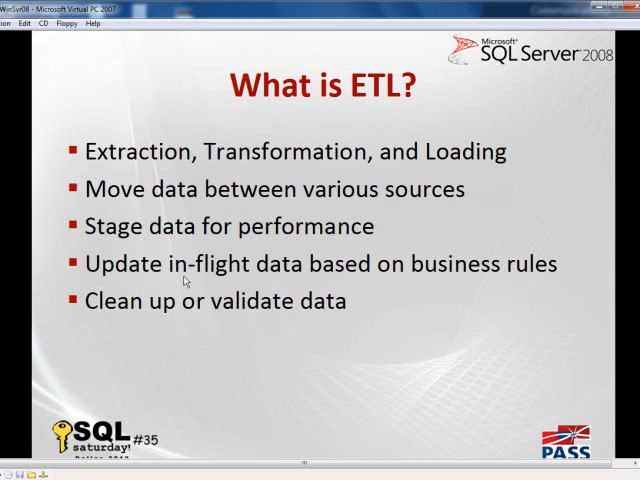 WinSvr08 - Microsoft Virtual PC 2007
Edit CD Floppy Help
Microsoft®
SQL Server® 2008
What is ETL?
Extraction, Transformation, and Loading
Move data between various sources
Stage data for performance
Update in-flight data based on business rules
Clean up or validate data
SQL
saturday!
#35
PASS